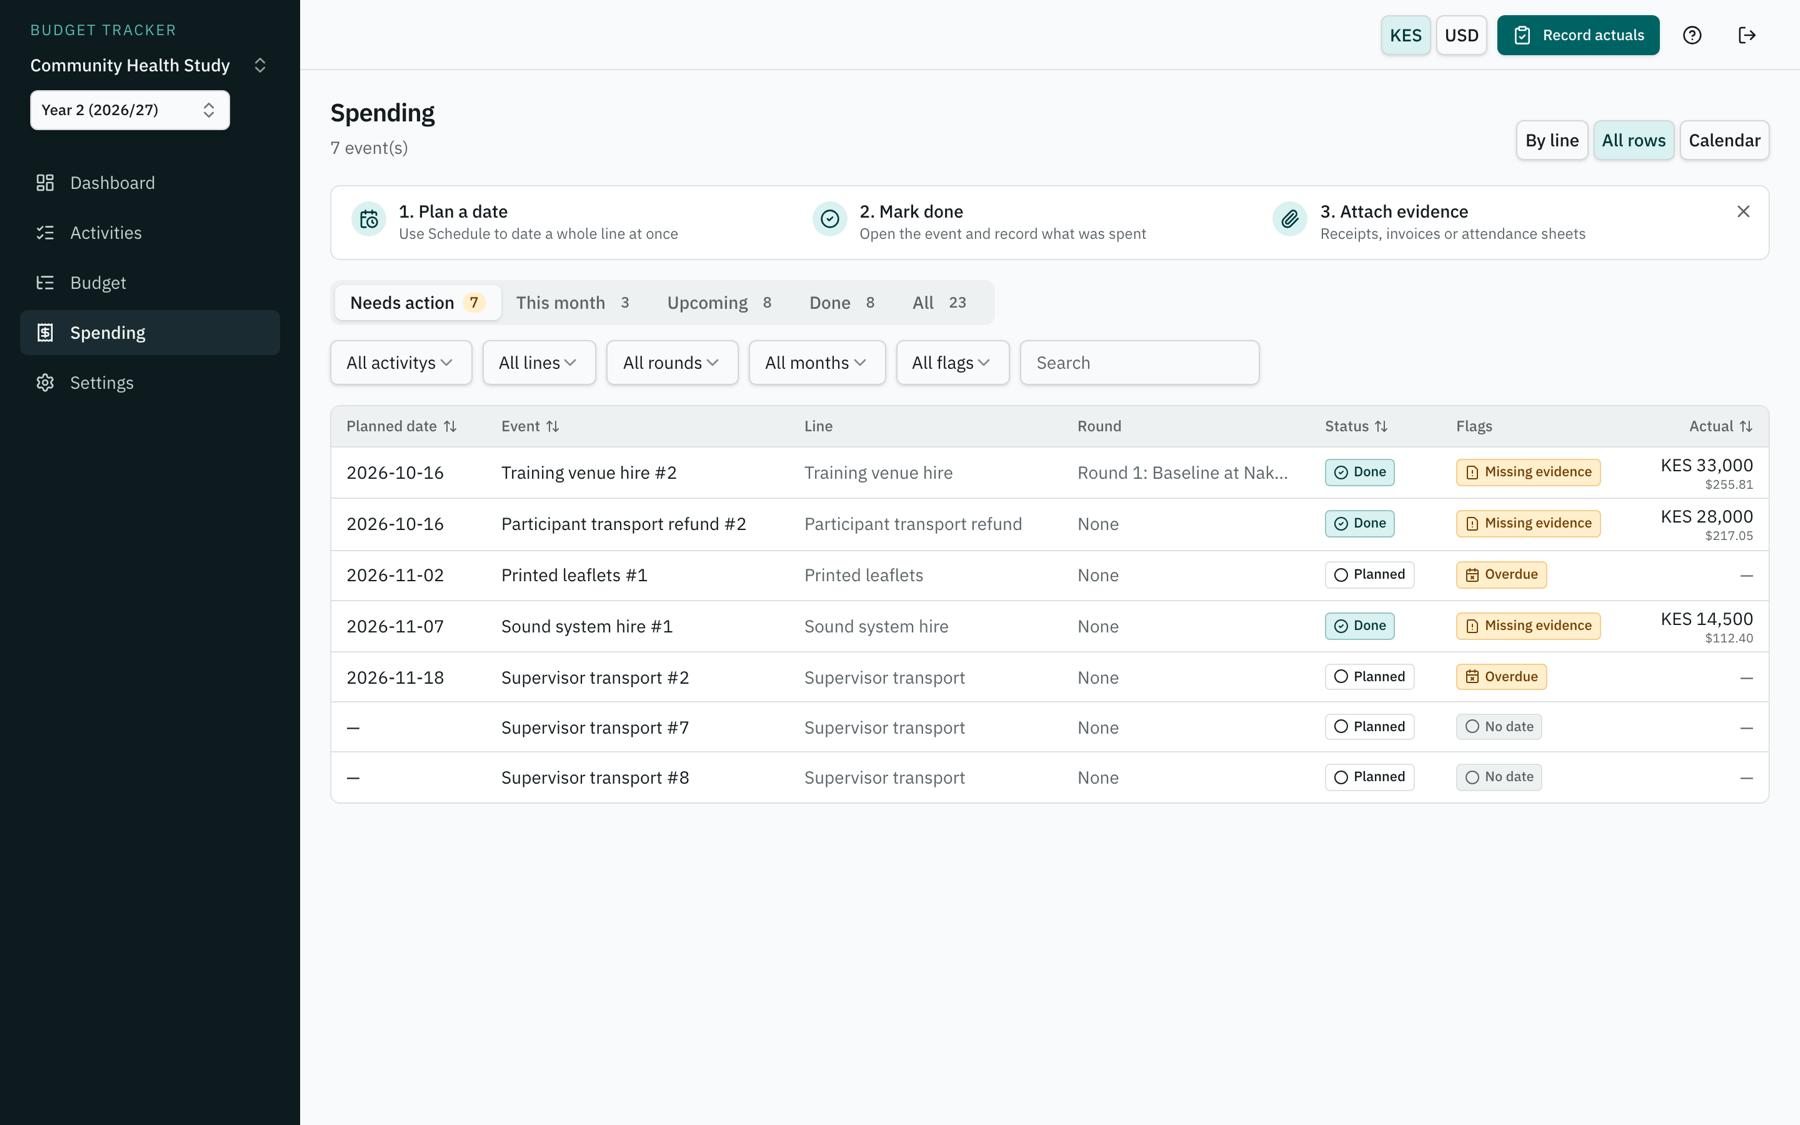 BUDGET TRACKER
Community Health Study
Year 2 (2026/27)
Dashboard
Activities
Budget
Spending
Settings
KES USD Record actuals
Spending
7 event(s)
By line All rows Calendar
1. Plan a date
Use Schedule to date a whole line at once
2. Mark done
Open the event and record what was spent
3. Attach evidence
Receipts, invoices or attendance sheets
Needs action 7 This month 3 Upcoming 8 Done 8 All 23
All activitys All lines All rounds All months All flags Search
Planned date Event Line Round Status Flags Actual
2026-10-16 Training venue hire #2 Training venue hire Round 1: Baseline at Nak... Done Missing evidence KES 33,000
$255.81
2026-10-16 Participant transport refund #2 Participant transport refund None Done Missing evidence KES 28,000
$217.05
2026-11-02 Printed leaflets #1 Printed leaflets None Planned Overdue —
2026-11-07 Sound system hire #1 Sound system hire None Done Missing evidence KES 14,500
$112.40
2026-11-18 Supervisor transport #2 Supervisor transport None Planned Overdue —
— Supervisor transport #7 Supervisor transport None Planned No date —
— Supervisor transport #8 Supervisor transport None Planned No date —